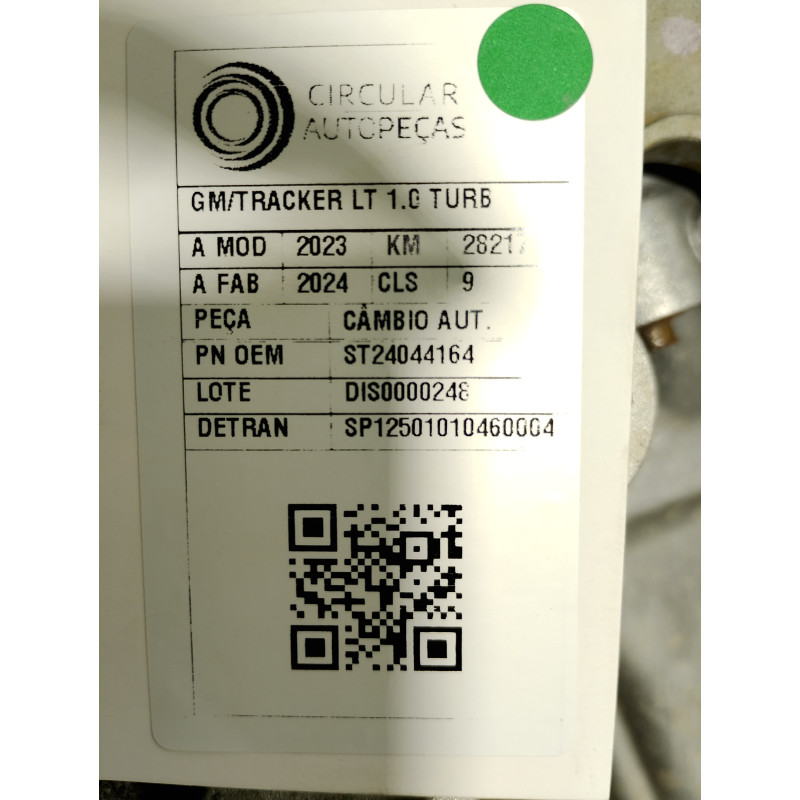 CIRCULAR
AUTOPEÇAS
GM/TRACKER LT 1.0 TURB
A MOD 2023 KM 28217
A FAB 2024 CLS 9
PEÇA CÂMBIO AUT.
PN OEM ST24044164
LOTE DIS0000248
DETRAN SP12501010460004